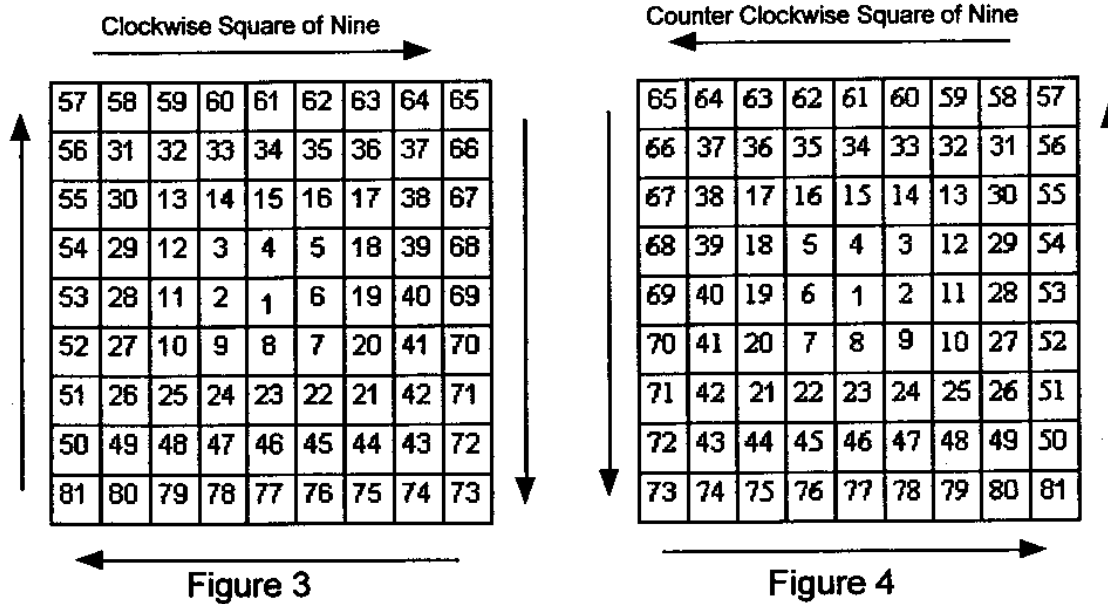 Clockwise Square of Nine
57 58 59 60 61 62 63 64 65
56 31 32 33 34 35 36 37 66
55 30 13 14 15 16 17 38 67
54 29 12 3 4 5 18 39 68
53 28 11 2 1 6 19 40 69
52 27 10 9 8 7 20 41 70
51 26 25 24 23 22 21 42 71
50 49 48 47 46 45 44 43 72
81 80 79 78 77 76 75 74 73
Figure 3
Counter Clockwise Square of Nine
65 64 63 62 61 60 59 58 57
66 37 36 35 34 33 32 31 56
67 38 17 16 15 14 13 30 55
68 39 18 5 4 3 12 29 54
69 40 19 6 1 2 11 28 53
70 41 20 7 8 9 10 27 52
71 42 21 22 23 24 25 26 51
72 43 44 45 46 47 48 49 50
73 74 75 76 77 78 79 80 81
Figure 4